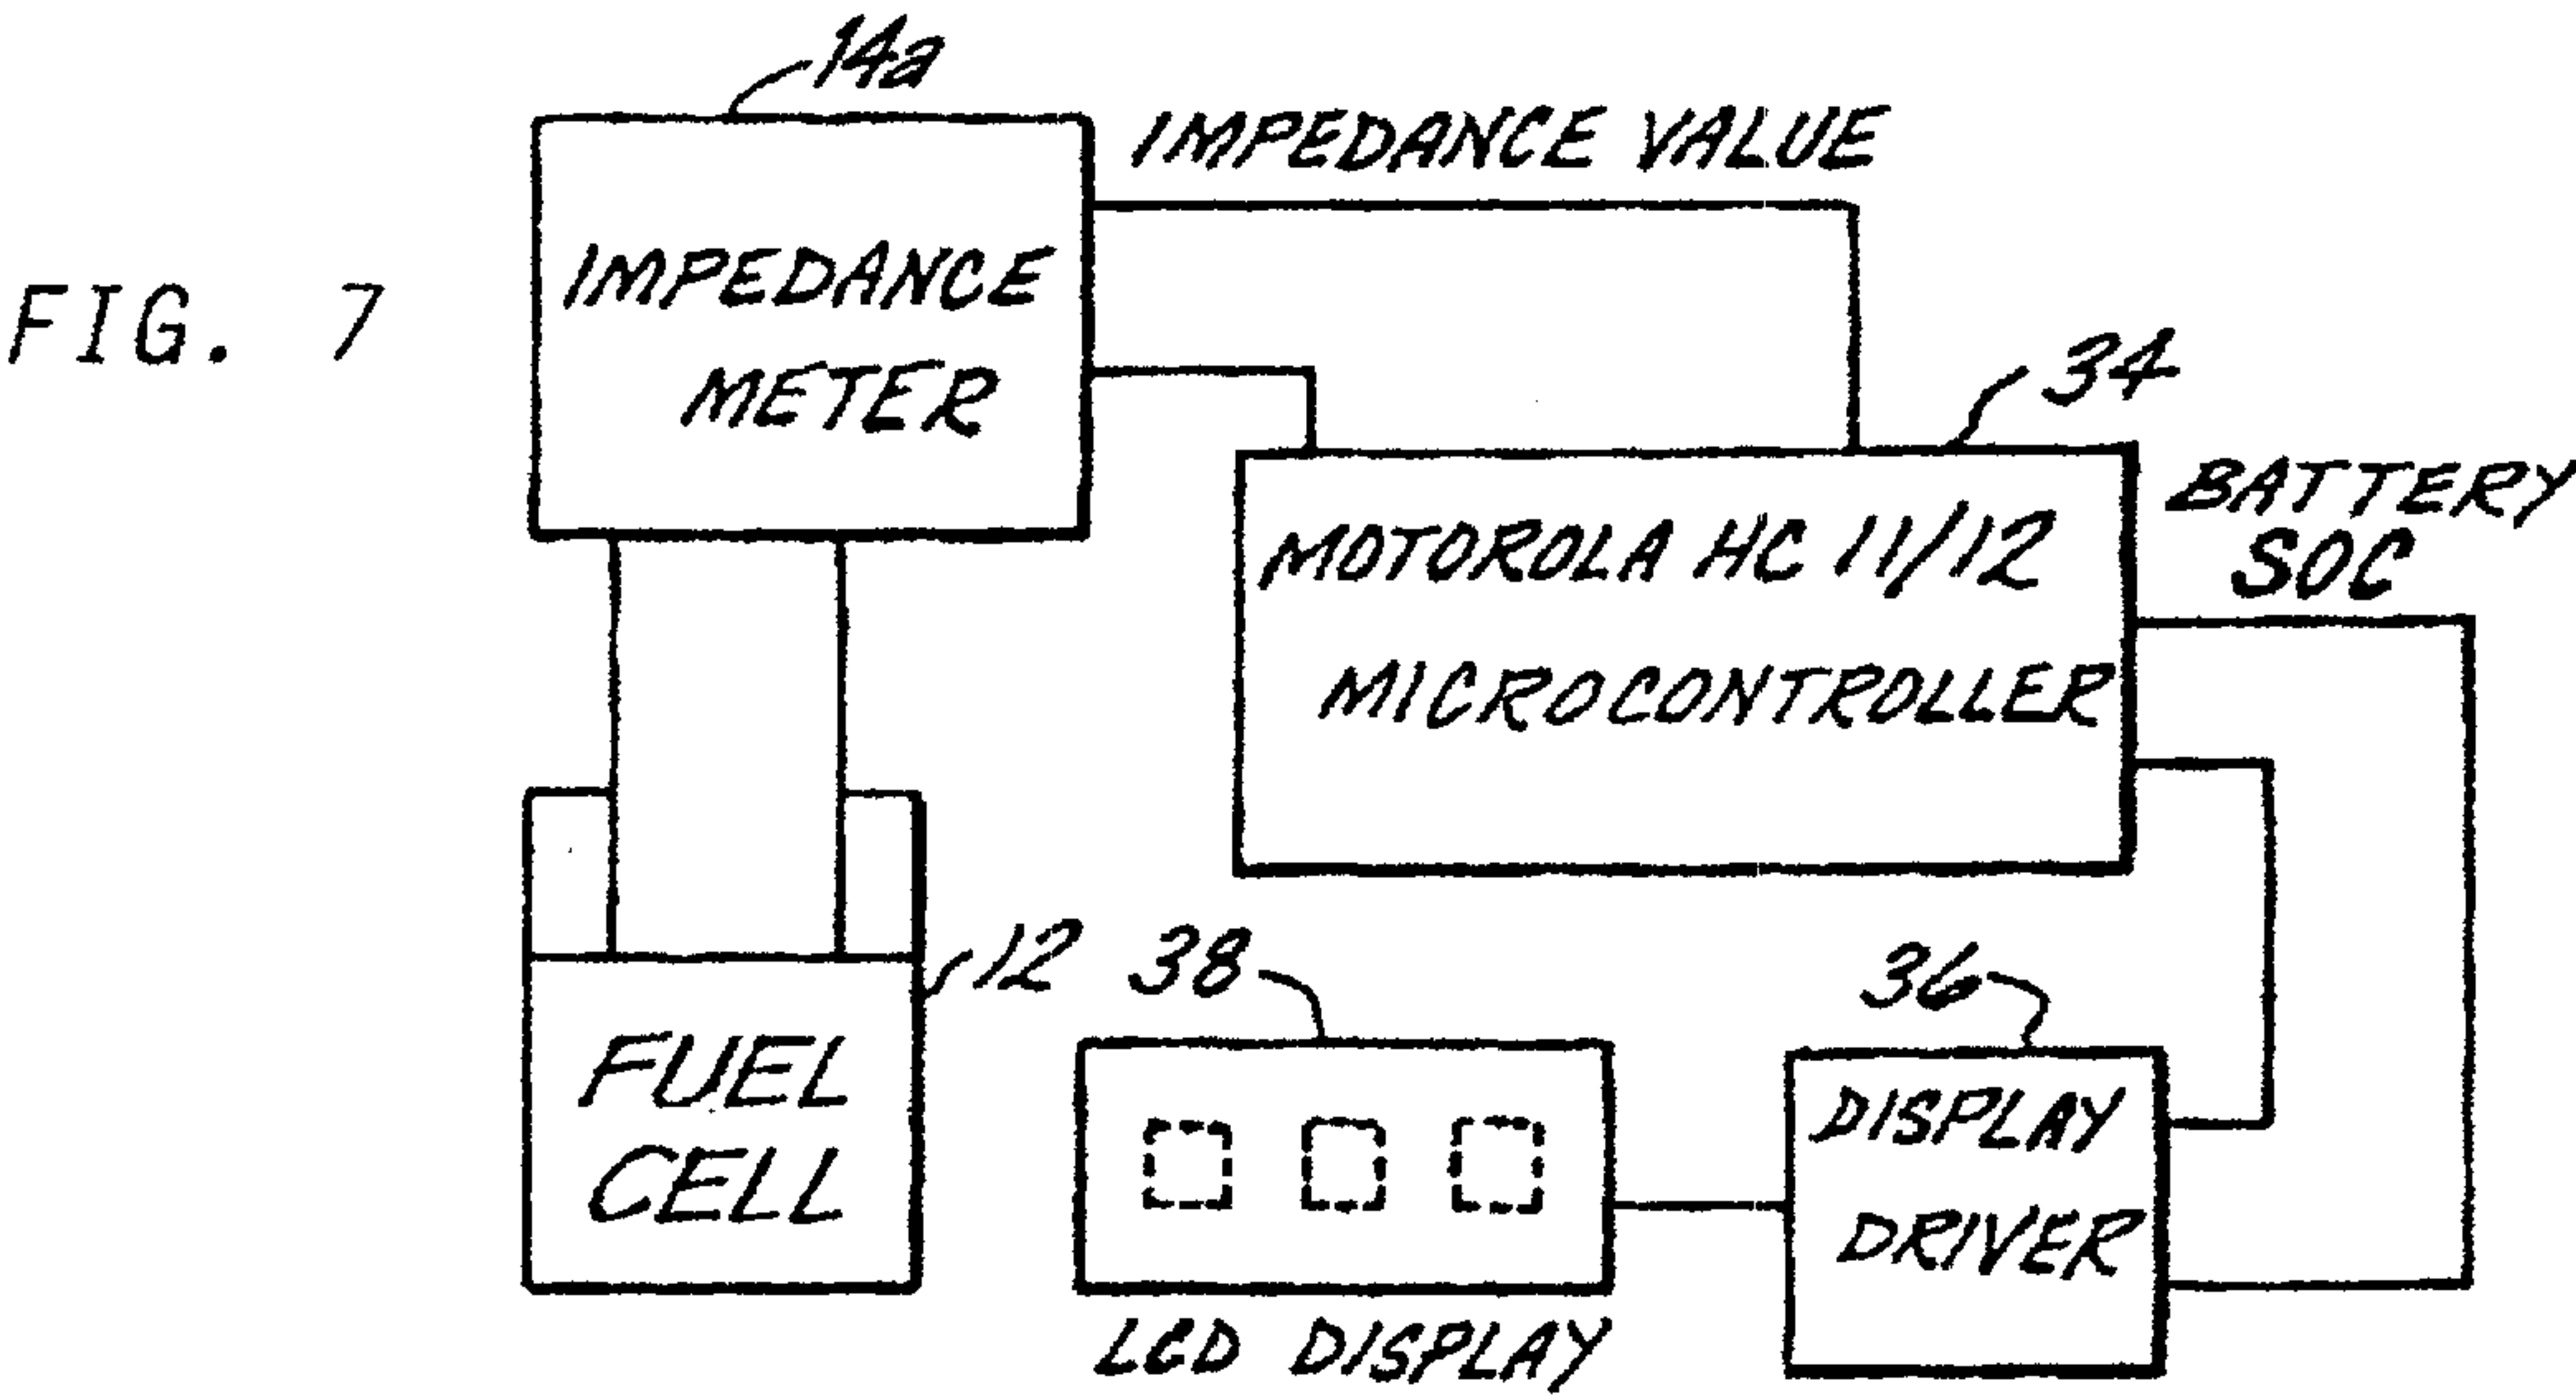 14a
IMPEDANCE VALUE
FIG. 7
IMPEDANCE
METER
34
BATTERY
SOC
MOTOROLA HC 11/12
MICROCONTROLLER
12
38
36
FUEL
CELL
DISPLAY
DRIVER
LCD DISPLAY